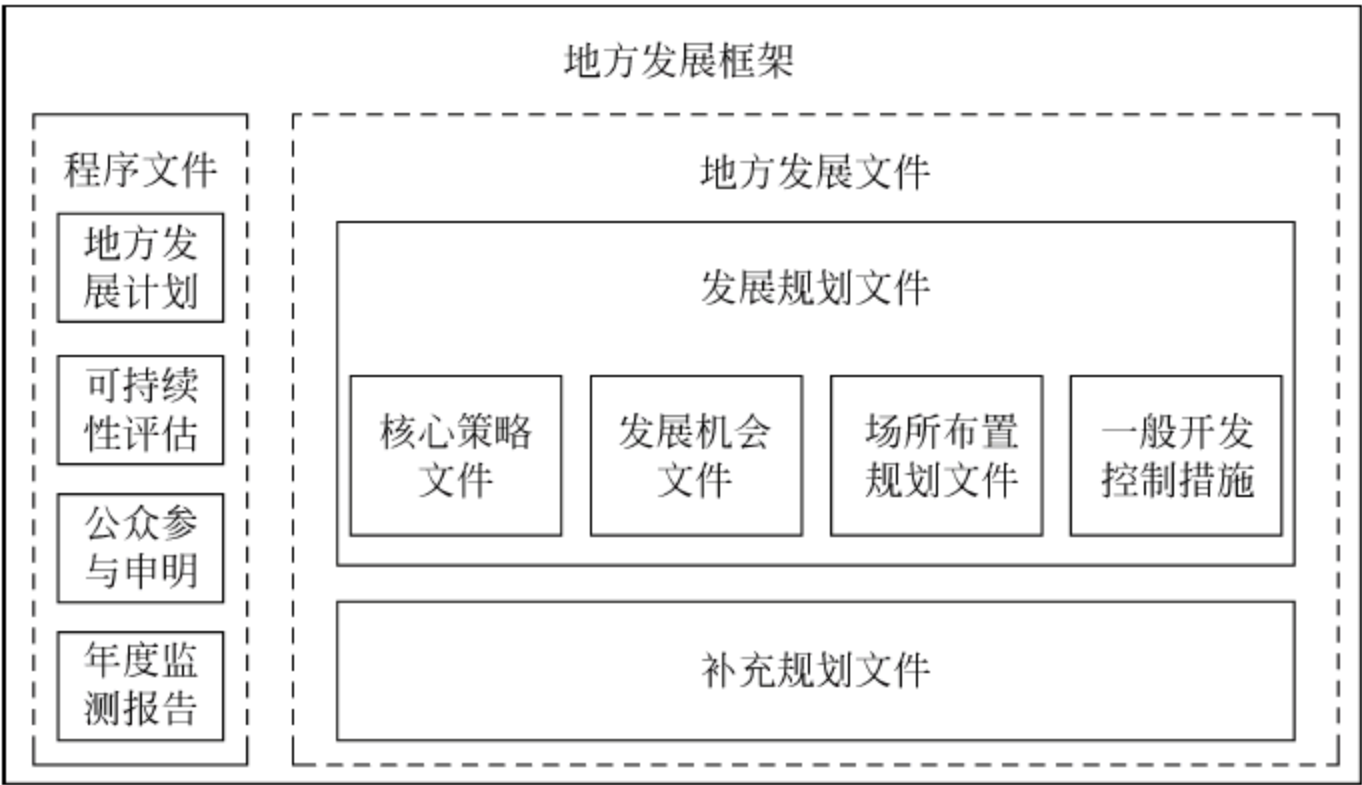 地方发展框架
程序文件
地方发
展计划
可持续
性评估
公众参
与申明
年度监
测报告
地方发展文件
发展规划文件
核心策略
文件
发展机会
文件
场所布置
规划文件
一般开发
控制措施
补充规划文件